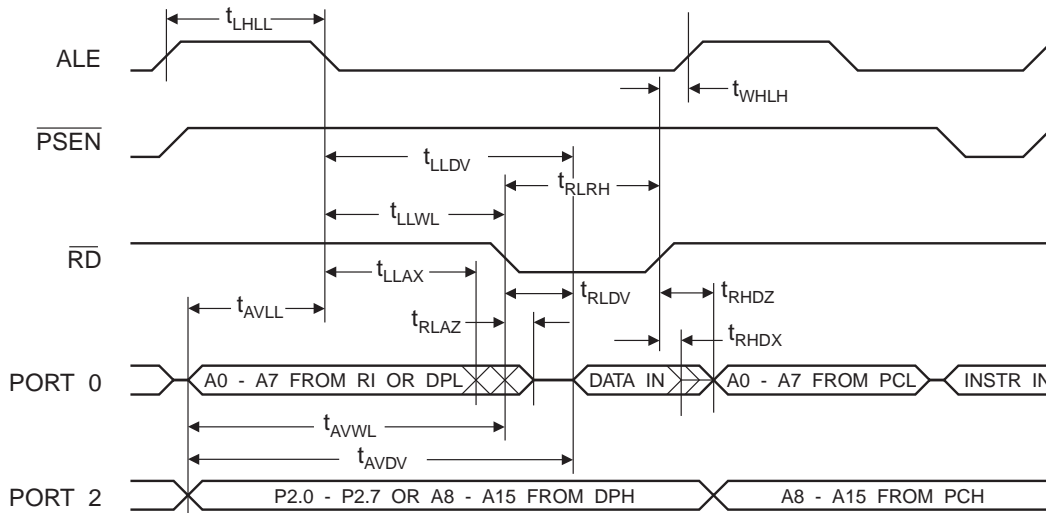 tLHLL
ALE
tWHLH
PSEN
tLLDV
tRLRH
tLLWL
RD
tLLAX
tRLDV
tRHDZ
tAVLL
tRLAZ
tRHDX
PORT 0
A0 - A7 FROM RI OR DPL
DATA IN
A0 - A7 FROM PCL
INSTR IN
tAVWL
tAVDV
PORT 2
P2.0 - P2.7 OR A8 - A15 FROM DPH
A8 - A15 FROM PCH